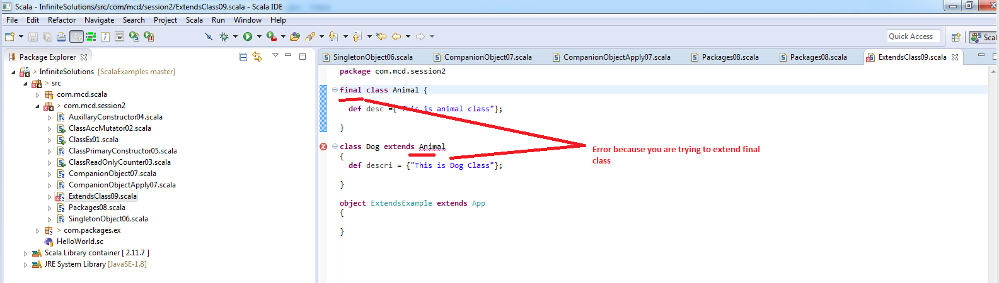 Scala - InfiniteSolutions/src/com/mcd/session2/ExtendsClass09.scala - Scala IDE
File Edit Refactor Navigate Search Project Scala Run Window Help
Quick Access
Scal
Package Explorer
> InfiniteSolutions [ScalaExamples master]
> src
com.mcd.scala
> com.mcd.session2
AuxillaryConstructor04.scala
ClassAccMutator02.scala
ClassEx01.scala
ClassPrimaryConstructor05.scala
ClassReadOnlyCounter03.scala
CompanionObject07.scala
CompanionObjectApply07.scala
ExtendsClass09.scala
Packages08.scala
SingletonObject06.scala
> com.packages.ex
HelloWorld.sc
Scala Library container [ 2.11.7 ]
JRE System Library [JavaSE-1.8]
SingletonObject06.scala CompanionObject07.scala CompanionObjectApply07.scala Packages08.scala Packages08.scala ExtendsClass09.scala
package com.mcd.session2
final class Animal {
def desc ={"This is animal class"};
}
class Dog extends Animal
{
def descri = {"This is Dog Class"};
}
object ExtendsExample extends App
{
}
Error because you are trying to extend final
class